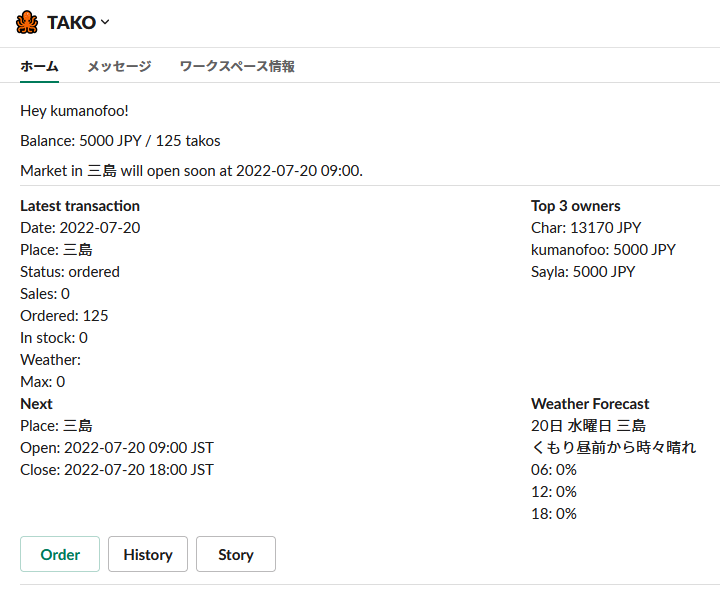 TAKO
ホーム メッセージ ワークスペース情報
Hey kumanofoo!
Balance: 5000 JPY / 125 takos
Market in 三島 will open soon at 2022-07-20 09:00.
Latest transaction
Date: 2022-07-20
Place: 三島
Status: ordered
Sales: 0
Ordered: 125
In stock: 0
Weather:
Max: 0
Top 3 owners
Char: 13170 JPY
kumanofoo: 5000 JPY
Sayla: 5000 JPY
Next
Place: 三島
Open: 2022-07-20 09:00 JST
Close: 2022-07-20 18:00 JST
Weather Forecast
20日 水曜日 三島
くもり昼前から時々晴れ
06: 0%
12: 0%
18: 0%
Order History Story